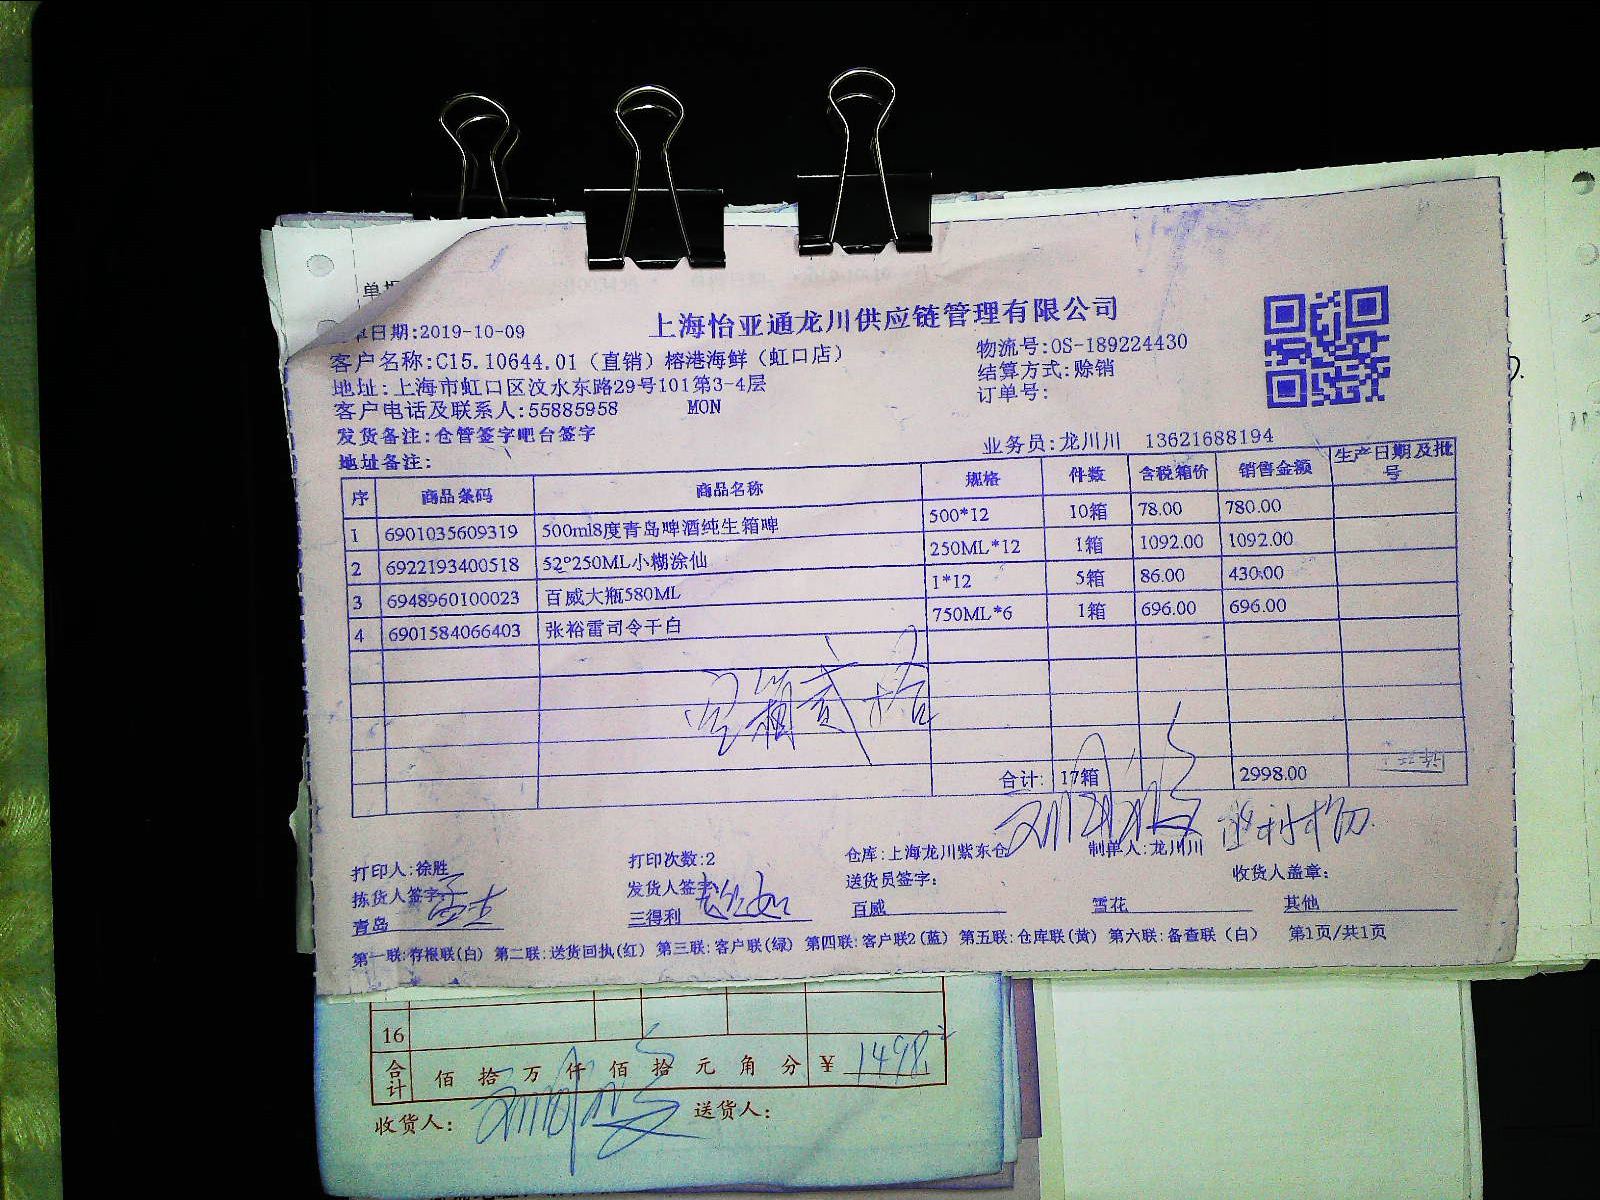 单
上海怡亚通龙川供应链管理有限公司
单日期:2019-10-09
客户名称:C15.10644.01（直销）榕港海鲜（虹口店）
物流号:OS-189224430
地址:上海市虹口区汶水东路29号101第3-4层
结算方式:赊销
客户电话及联系人:55885958 MON
订单号:
发货备注:仓管签字吧台签字
业务员:龙川川 13621688194
地址备注:
序 商品条码 商品名称 规格 件数 含税箱价 销售金额 生产日期及批号
1 6901035609319 500ml8度青岛啤酒纯生箱啤 500*12 10箱 78.00 780.00
2 6922193400518 52°250ML小糊涂仙 250ML*12 1箱 1092.00 1092.00
3 6948960100023 百威大瓶580ML 1*12 5箱 86.00 430.00
4 6901584066403 张裕雷司令干白 750ML*6 1箱 696.00 696.00
空箱贰拾
合计: 17箱 2998.00
打印人:徐胜 打印次数:2 仓库:上海龙川紫东仓 制单人:龙川川
拣货人签字: 发货人签字: 送货员签字: 收货人盖章:
青岛 三得利 百威 雪花 其他
第一联:存根联(白) 第二联:送货回执(红) 第三联:客户联(绿) 第四联:客户联2(蓝) 第五联:仓库联(黄) 第六联:备查联（白） 第1页/共1页
16
合计 佰 拾 万 仟 佰 拾 元 角 分 ¥ 1498.
收货人: 送货人: